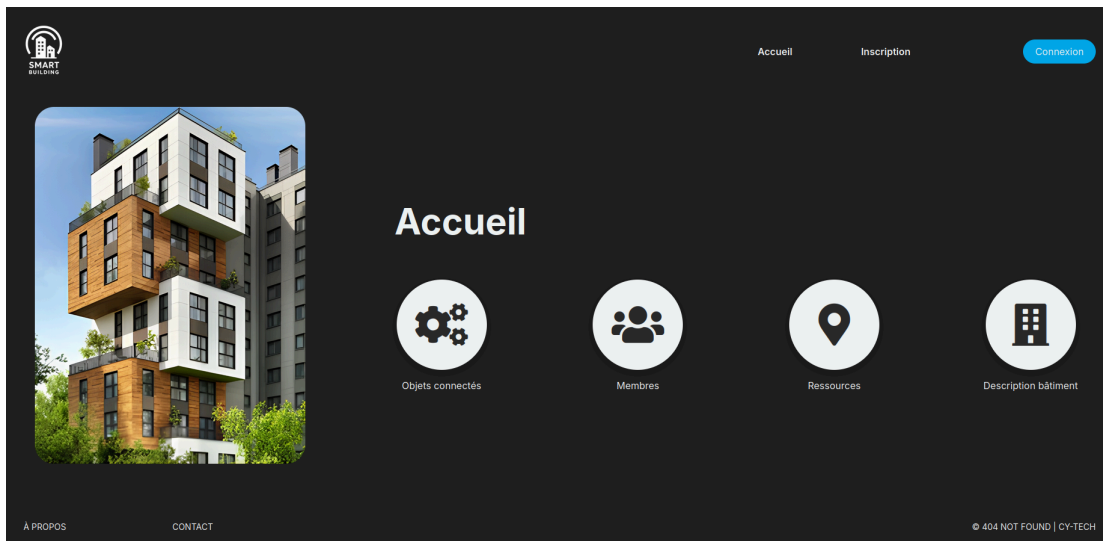 SMART
BUILDING
Accueil
Inscription
Connexion
Accueil
Objets connectés
Membres
Ressources
Description bâtiment
À PROPOS
CONTACT
© 404 NOT FOUND | CY-TECH